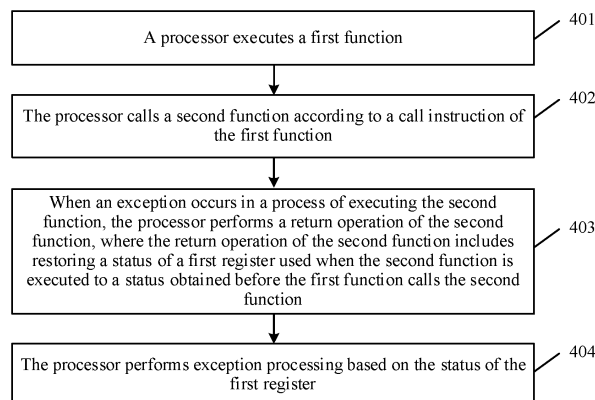 A processor executes a first function
401
The processor calls a second function according to a call instruction of
the first function
402
When an exception occurs in a process of executing the second
function, the processor performs a return operation of the second
function, where the return operation of the second function includes
restoring a status of a first register used when the second function is
executed to a status obtained before the first function calls the second
function
403
The processor performs exception processing based on the status of the
first register
404